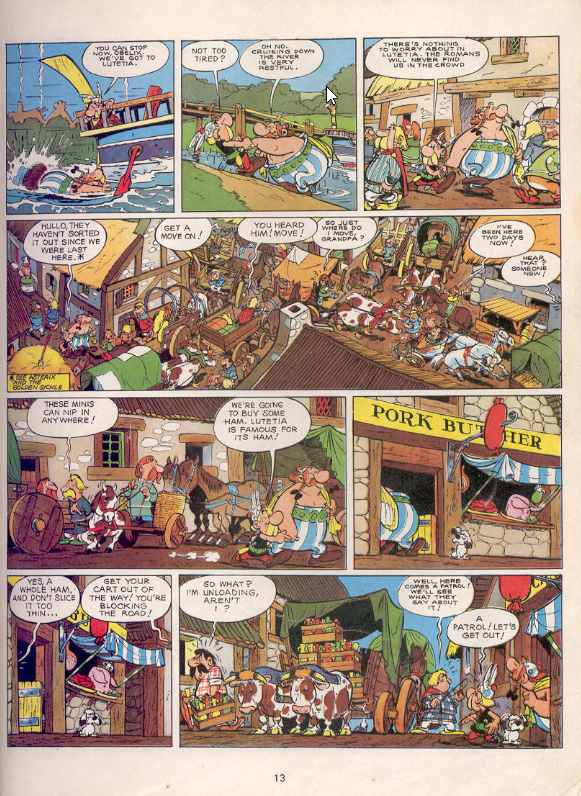 YOU CAN STOP
NOW, OBELIX.
WE'VE GOT TO
LUTETIA.
NOT TOO
TIRED?
OH NO.
CRUISING DOWN
THE RIVER
IS VERY
RESTFUL.
THERE'S NOTHING
TO WORRY ABOUT IN
LUTETIA. THE ROMANS
WILL NEVER FIND
US IN THE CROWD
HULLO, THEY
HAVEN'T SORTED
IT OUT SINCE WE
WERE LAST
HERE.*
GET A
MOVE ON!
YOU HEARD
HIM! MOVE!
SO JUST
WHERE DO
I MOVE,
GRANDPA?
I'VE
BEEN HERE
TWO DAYS
NOW!
HEAR
THAT?
SOMEONE
NEW!
* SEE ASTERIX
AND THE
GOLDEN SICKLE
THESE MINIS
CAN NIP IN
ANYWHERE!
WE'RE GOING
TO BUY SOME
HAM. LUTETIA
IS FAMOUS FOR
ITS HAM!
PORK BUTCHER
YES, A
WHOLE HAM,
AND DON'T SLICE
IT TOO
THIN...
GET YOUR
CART OUT OF
THE WAY! YOU'RE
BLOCKING
THE ROAD!
SO WHAT?
I'M UNLOADING,
AREN'T
I?
WELL, HERE
COMES A PATROL!
WE'LL SEE
WHAT THEY
SAY ABOUT
IT!
A
PATROL! LET'S
GET OUT!
13